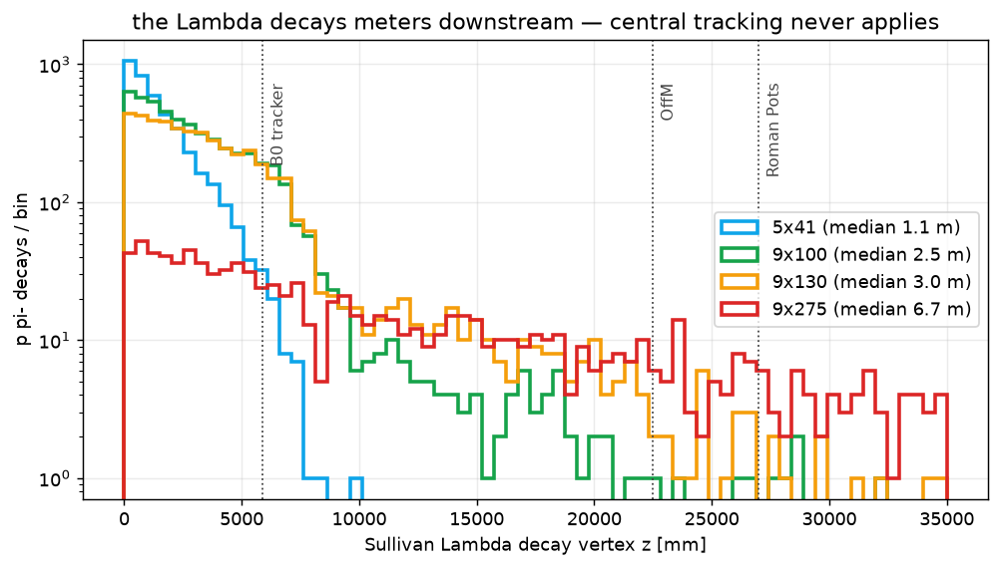 the Lambda decays meters downstream — central tracking never applies
p pi- decays / bin
10³
10²
10¹
10⁰
B0 tracker
OffM
Roman Pots
5x41 (median 1.1 m)
9x100 (median 2.5 m)
9x130 (median 3.0 m)
9x275 (median 6.7 m)
0 5000 10000 15000 20000 25000 30000 35000
Sullivan Lambda decay vertex z [mm]